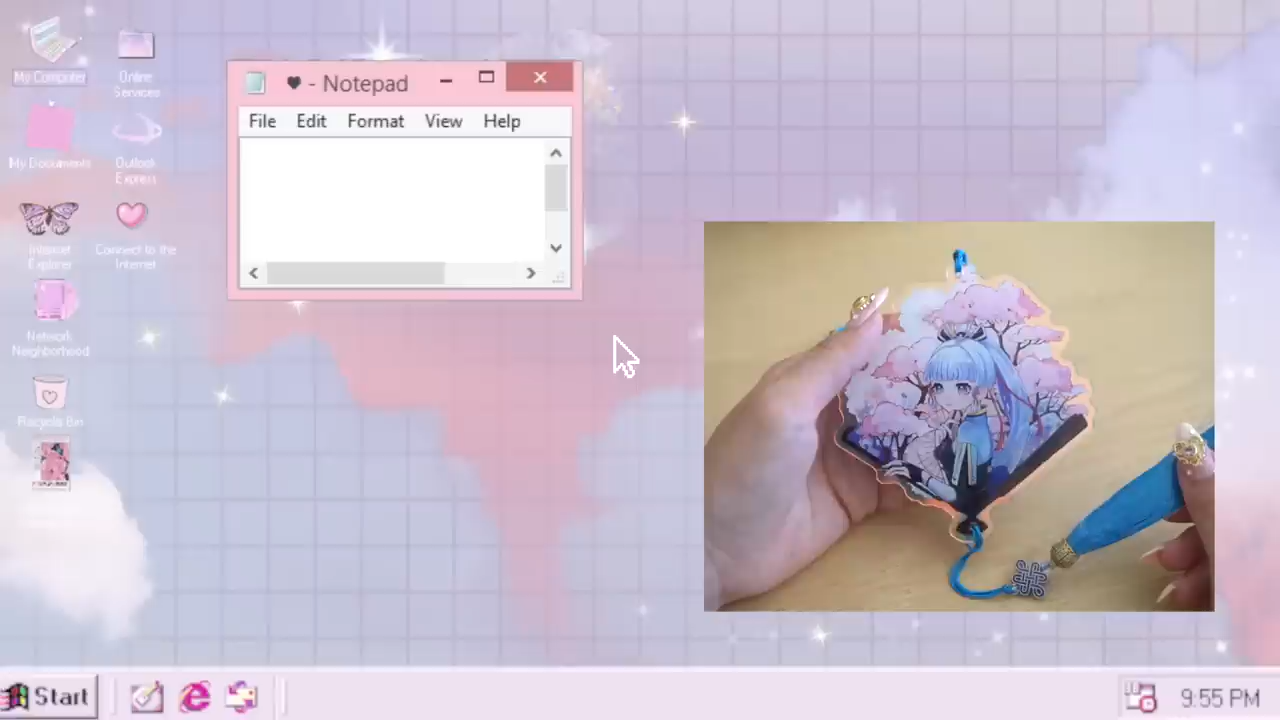 My Computer
Online
Services
My Documents
Outlook
Express
Internet
Explorer
Connect to the
Internet
Network
Neighborhood
Recycle Bin
♥ - Notepad
File Edit Format View Help
Start
9:55 PM